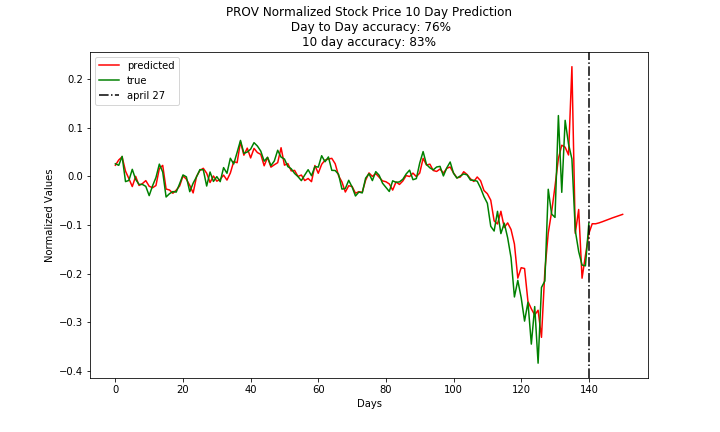 PROV Normalized Stock Price 10 Day Prediction
Day to Day accuracy: 76%
10 day accuracy: 83%
predicted
true
april 27
Normalized Values
0.2
0.1
0.0
−0.1
−0.2
−0.3
−0.4
0
20
40
60
80
100
120
140
Days